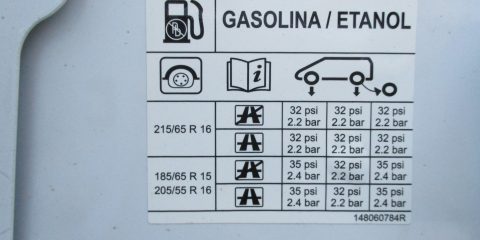 GASOLINA / ETANOL
215/65 R 16
32 psi 32 psi 32 psi
2.2 bar 2.2 bar 2.2 bar
32 psi 32 psi 32 psi
2.2 bar 2.2 bar 2.2 bar
185/65 R 15
205/55 R 16
35 psi 32 psi 35 psi
2.4 bar 2.2 bar 2.4 bar
35 psi 32 psi 35 psi
2.4 bar 2.2 bar 2.4 bar
148060784R